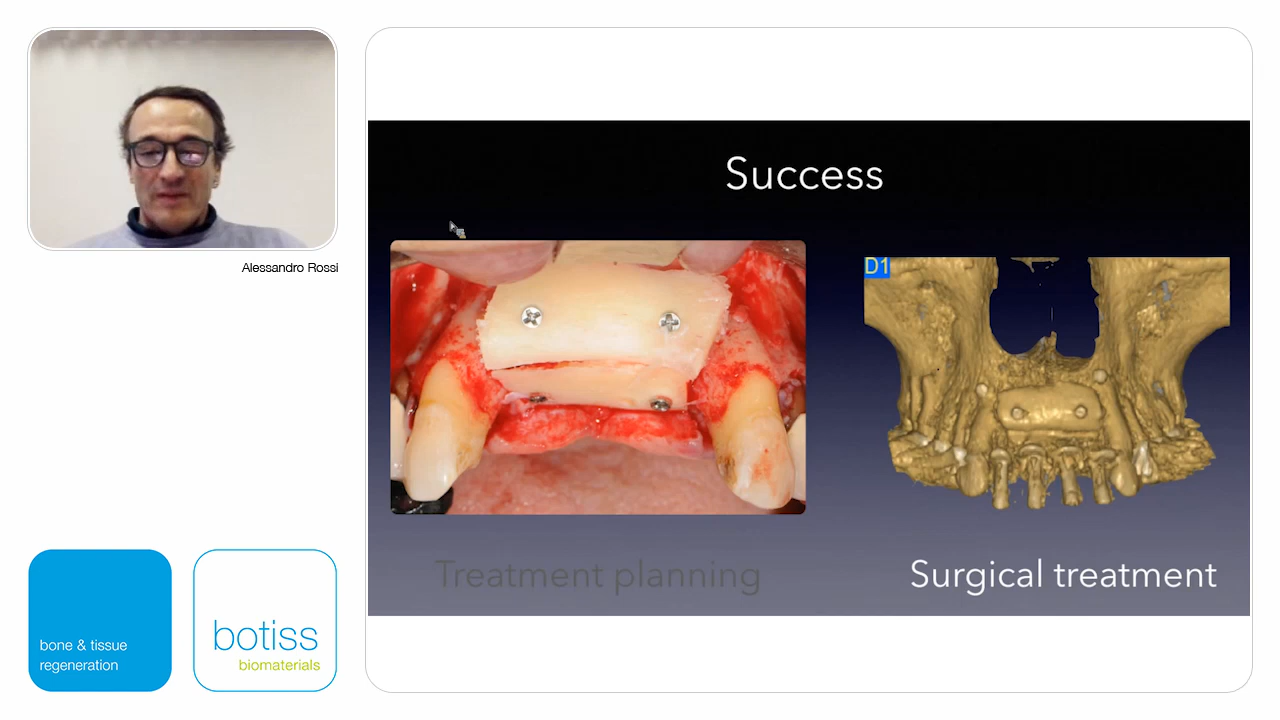 Alessandro Rossi
Success
D1
Treatment planning
Surgical treatment
bone & tissue
regeneration
botiss
biomaterials